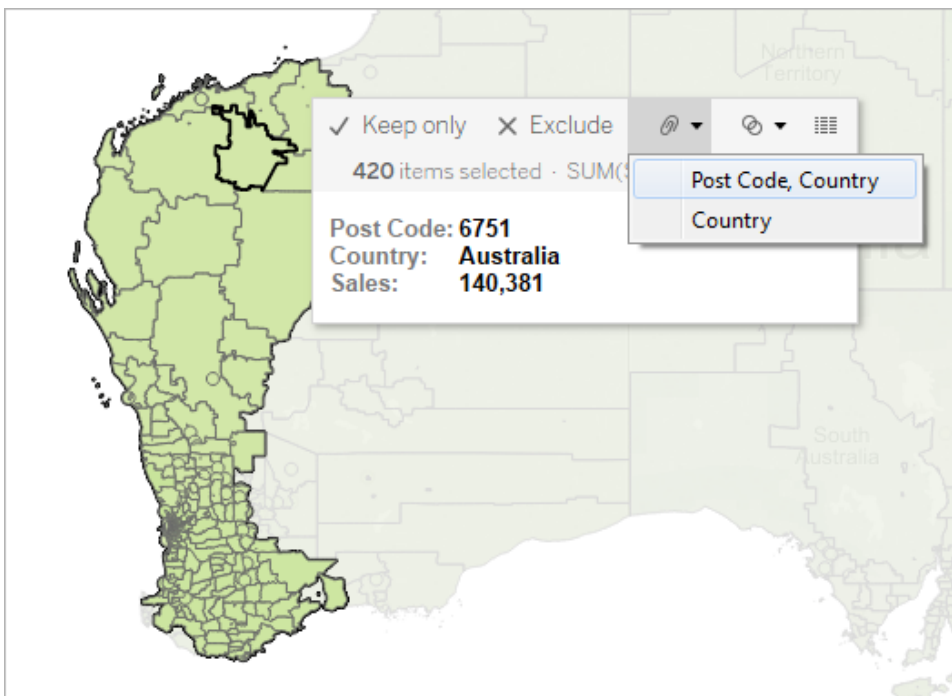 Northern
Territory
Keep only Exclude
420 items selected · SUM(
Post Code, Country
Country
Post Code: 6751
Country: Australia
Sales: 140,381
South
Australia